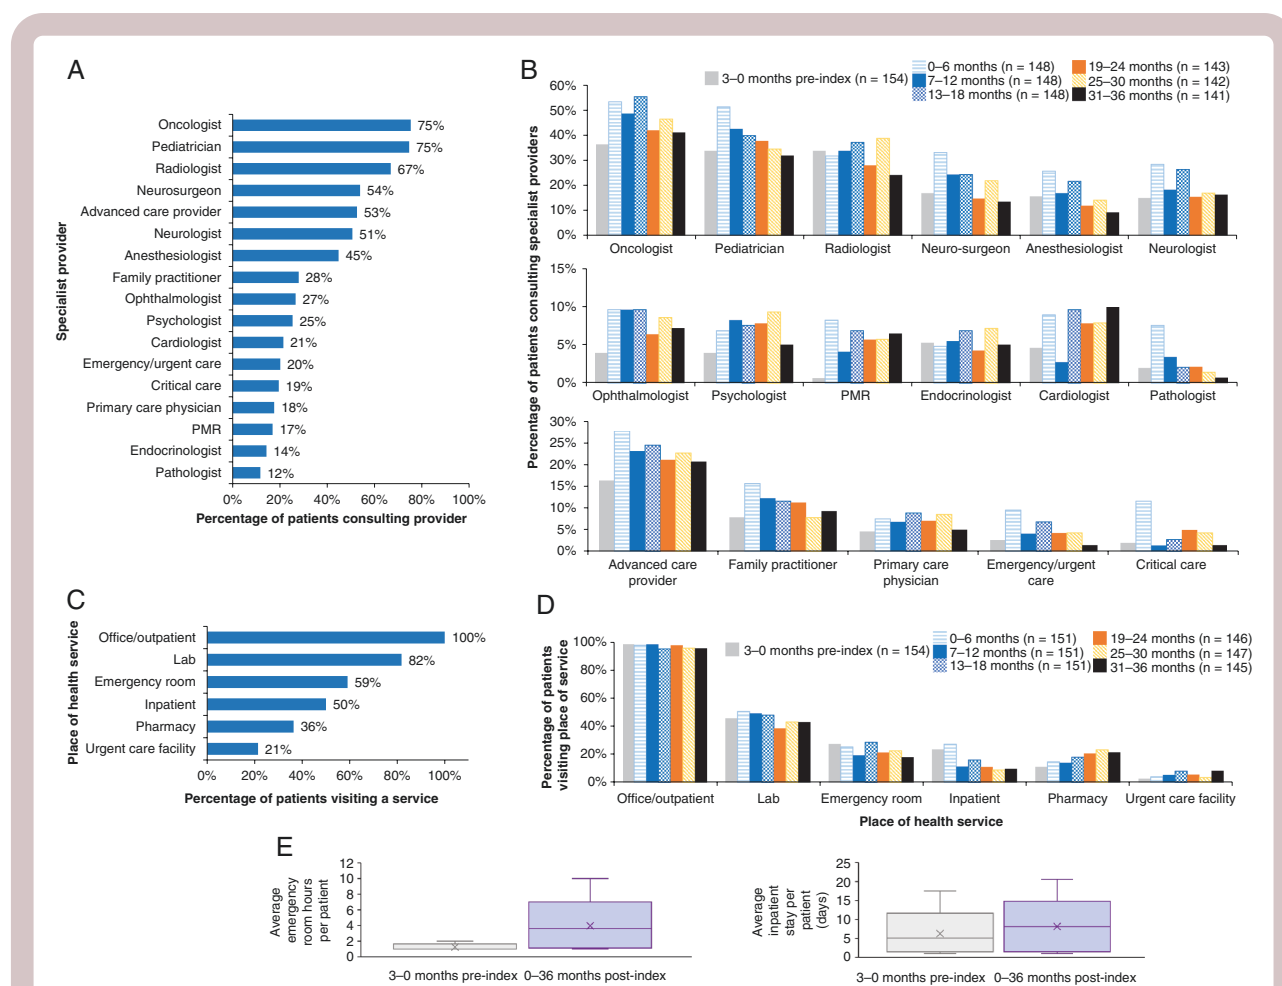 A
Specialist provider
Oncologist 75%
Pediatrician 75%
Radiologist 67%
Neurosurgeon 54%
Advanced care provider 53%
Neurologist 51%
Anesthesiologist 45%
Family practitioner 28%
Ophthalmologist 27%
Psychologist 25%
Cardiologist 21%
Emergency/urgent care 20%
Critical care 19%
Primary care physician 18%
PMR 17%
Endocrinologist 14%
Pathologist 12%
0% 20% 40% 60% 80% 100%
Percentage of patients consulting provider
B
3–0 months pre-index (n = 154)
0–6 months (n = 148)
7–12 months (n = 148)
13–18 months (n = 148)
19–24 months (n = 143)
25–30 months (n = 142)
31–36 months (n = 141)
Percentage of patients consulting specialist providers
60%
50%
40%
30%
20%
10%
0%
Oncologist Pediatrician Radiologist Neuro-surgeon Anesthesiologist Neurologist
15%
10%
5%
0%
Ophthalmologist Psychologist PMR Endocrinologist Cardiologist Pathologist
30%
25%
20%
15%
10%
5%
0%
Advanced care
provider
Family practitioner
Primary care
physician
Emergency/urgent
care
Critical care
C
Place of health service
Office/outpatient 100%
Lab 82%
Emergency room 59%
Inpatient 50%
Pharmacy 36%
Urgent care facility 21%
0% 20% 40% 60% 80% 100%
Percentage of patients visiting a service
D
Percentage of patients
visiting place of service
100%
80%
60%
40%
20%
0%
3–0 months pre-index (n = 154)
0–6 months (n = 151)
7–12 months (n = 151)
13–18 months (n = 151)
19–24 months (n = 146)
25–30 months (n = 147)
31–36 months (n = 145)
Office/outpatient Lab Emergency room Inpatient Pharmacy Urgent care facility
Place of health service
E
Average
emergency
room hours
per patient
12
10
8
6
4
2
0
3–0 months pre-index 0–36 months post-index
Average
inpatient
stay per
patient
(days)
25
20
15
10
5
0
3–0 months pre-index 0–36 months post-index